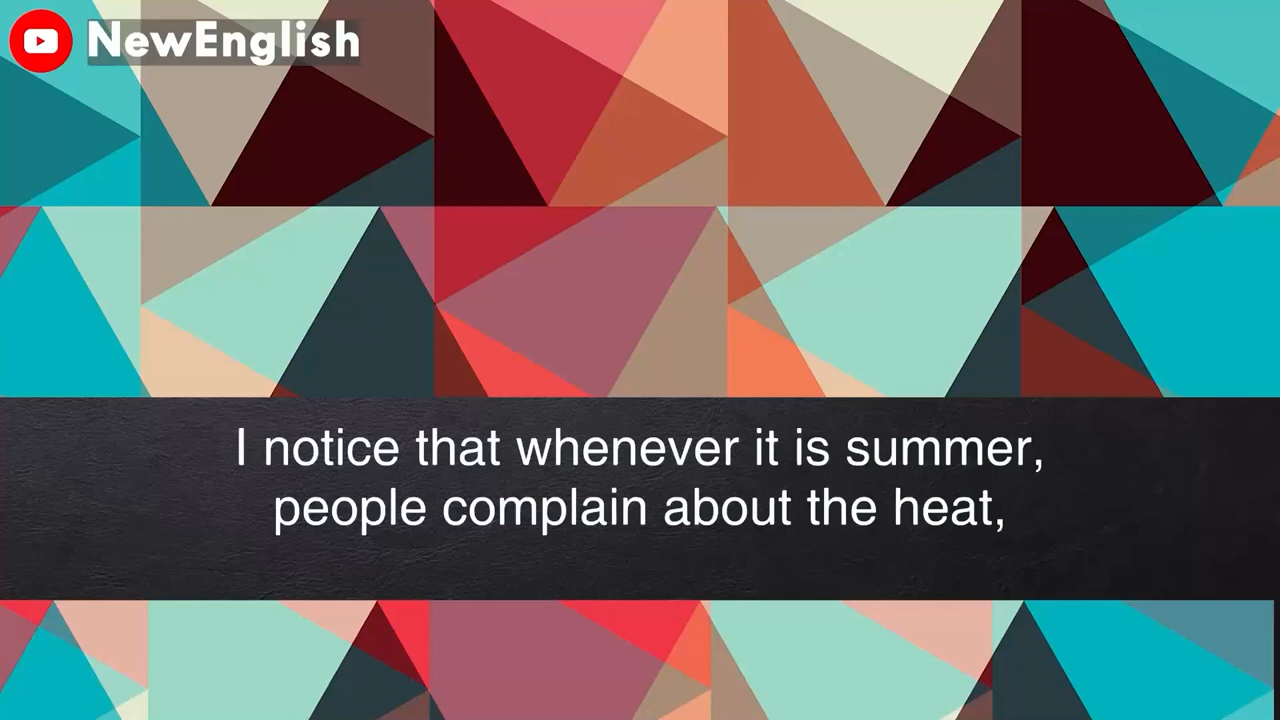 NewEnglish
I notice that whenever it is summer,
people complain about the heat,